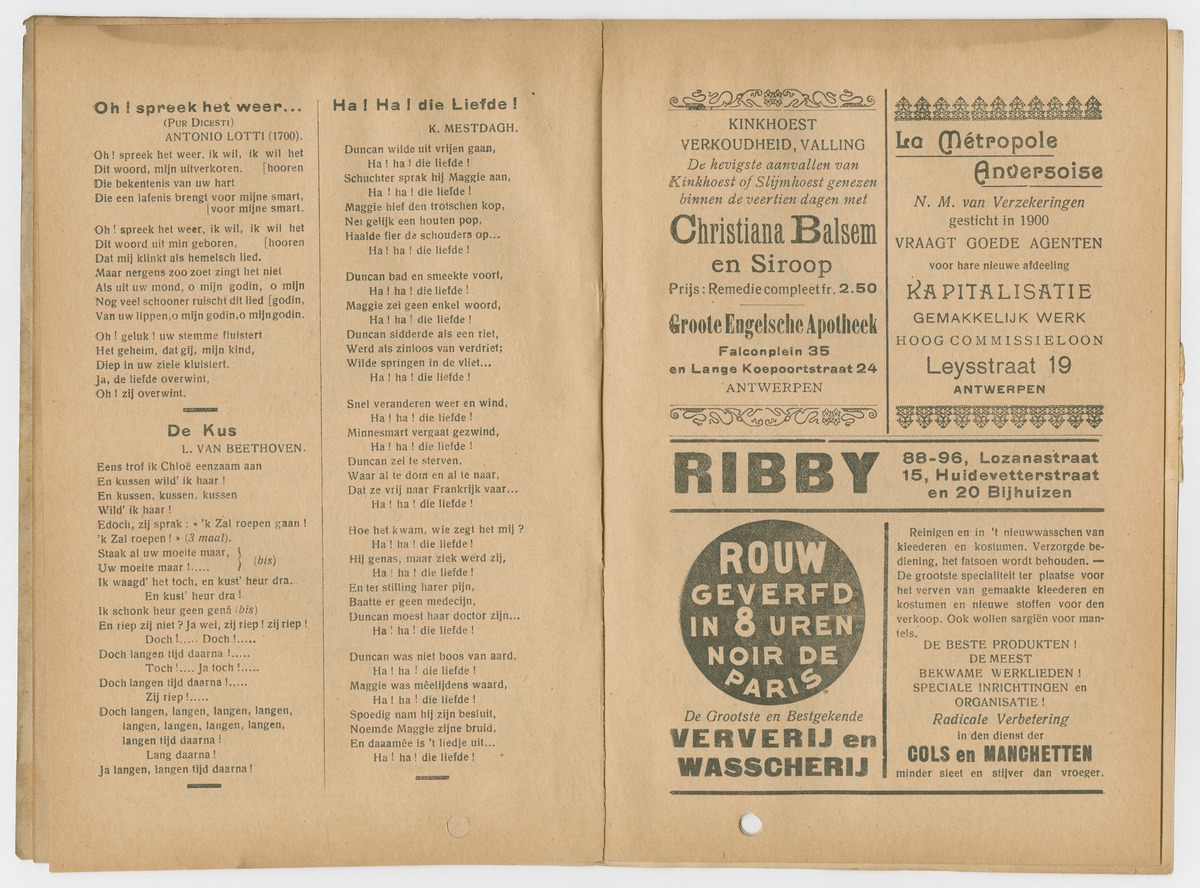 Oh ! spreek het weer...
(PUR DICESTI)
ANTONIO LOTTI (1700).
Oh ! spreek het weer, ik wil, ik wil het
Dit woord, mijn uitverkoren. [hooren
Die bekentenis van uw hart
Die een lafenis brengt voor mijne smart,
|voor mijne smart.
Oh ! spreek het weer, ik wil, ik wil het
Dit woord uit min geboren, [hooren
Dat mij klinkt als hemelsch lied.
Maar nergens zoo zoet zingt het niet
Als uit uw mond, o mijn godin, o mijn
Nog veel schooner ruischt dit lied [godin,
Van uw lippen, o mijn godin, o mijn godin.
Oh ! geluk ! uw stemme fluistert
Het geheim, dat gij, mijn kind,
Diep in uw ziele kluistert.
Ja, de liefde overwint,
Oh ! zij overwint.
De Kus
L. VAN BEETHOVEN.
Eens trof ik Chloë eenzaam aan
En kussen wild' ik haar !
En kussen, kussen, kussen
Wild' ik haar !
Edoch, zij sprak : « 'k Zal roepen gaan !
'k Zal roepen ! » (3 maal).
Staak al uw moeite maar, } (bis)
Uw moeite maar !.....
Ik waagd' het toch, en kust' heur dra..
En kust' heur dra !
Ik schonk heur geen genâ (bis)
En riep zij niet ? Ja wei, zij riep ! zij riep !
Doch !..... Doch !.....
Doch langen tijd daarna !.....
Toch !.... Ja toch !.....
Doch langen tijd daarna !.....
Zij riep !.....
Doch langen, langen, langen, langen,
langen, langen, langen, langen,
langen tijd daarna !
Lang daarna !
Ja langen, langen tijd daarna !
Ha ! Ha ! die Liefde !
K. MESTDAGH.
Duncan wilde uit vrijen gaan,
Ha ! ha ! die liefde !
Schuchter sprak hij Maggie aan,
Ha ! ha ! die liefde !
Maggie hief den trotschen kop,
Net gelijk een houten pop,
Haalde fier de schouders op...
Ha ! ha ! die liefde !
Duncan bad en smeekte voort,
Ha ! ha ! die liefde !
Maggie zei geen enkel woord,
Ha ! ha ! die liefde !
Duncan sidderde als een riet,
Werd als zinloos van verdriet;
Wilde springen in de vliet...
Ha ! ha ! die liefde !
Snel veranderen weer en wind,
Ha ! ha ! die liefde !
Minnesmart vergaat gezwind,
Ha ! ha ! die liefde !
Duncan zei te sterven.
Waar al te dom en al te naar,
Dat ze vrij naar Frankrijk vaar...
Ha ! ha ! die liefde !
Hoe het kwam, wie zegt het mij ?
Ha ! ha ! die liefde !
Hij genas, maar ziek werd zij,
Ha ! ha ! die liefde !
En ter stilling harer pijn,
Baatte er geen medecijn,
Duncan moest haar doctor zijn...
Ha ! ha ! die liefde !
Duncan was niet boos van aard,
Ha ! ha ! die liefde !
Maggie was mêelijdens waard,
Ha ! ha ! die liefde !
Spoedig nam hij zijn besluit,
Noemde Maggie zijne bruid,
En daaamêe is 't liedje uit...
Ha ! ha ! die liefde !
KINKHOEST
VERKOUDHEID, VALLING
De hevigste aanvallen van
Kinkhoest of Slijmhoest genezen
binnen de veertien dagen met
Christiana Balsem
en Siroop
Prijs : Remedie compleet fr. 2.50
Groote Engelsche Apotheek
Falconplein 35
en Lange Koepoortstraat 24
ANTWERPEN
La Métropole
Anversoise
N. M. van Verzekeringen
gesticht in 1900
VRAAGT GOEDE AGENTEN
voor hare nieuwe afdeeling
KAPITALISATIE
GEMAKKELIJK WERK
HOOG COMMISSIELOON
Leysstraat 19
ANTWERPEN
RIBBY
88-96, Lozanastraat
15, Huidevetterstraat
en 20 Bijhuizen
ROUW
GEVERFD
IN 8 UREN
NOIR DE
PARIS
De Grootste en Bestgekende
VERVERIJ en
WASSCHERIJ
Reinigen en in 't nieuwwasschen van
kleederen en kostumen. Verzorgde be-
diening, het fatsoen wordt behouden. —
De grootste specialiteit ter plaatse voor
het verven van gemaakte kleederen en
kostumen en nieuwe stoffen voor den
verkoop. Ook wollen sargiën voor man-
tels.
DE BESTE PRODUKTEN !
DE MEEST
BEKWAME WERKLIEDEN !
SPECIALE INRICHTINGEN en
ORGANISATIE !
Radicale Verbetering
in den dienst der
COLS en MANCHETTEN
minder sleet en stijver dan vroeger.